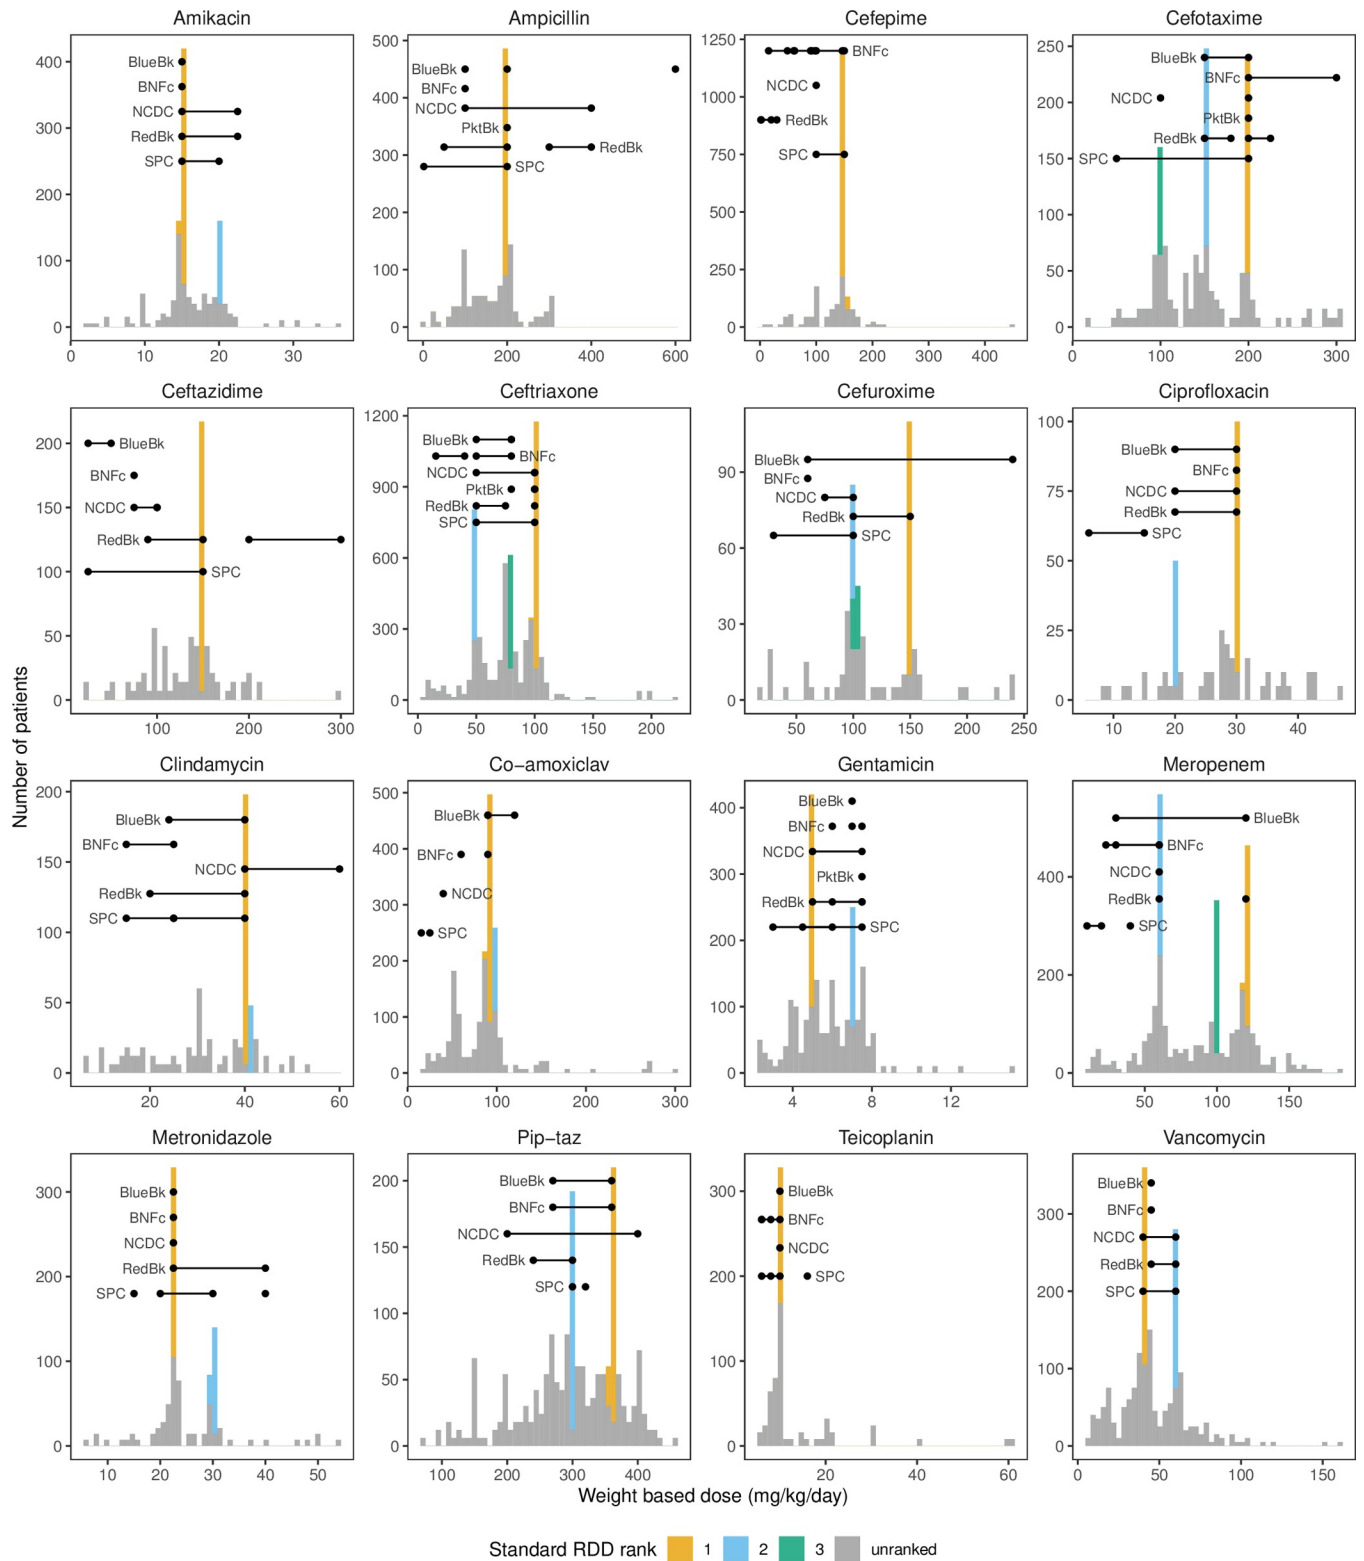 Amikacin Ampicillin Cefepime Cefotaxime
BlueBk
BNFc
NCDC
RedBk
SPC
0 100 200 300 400
0 10 20 30
BlueBk
BNFc
NCDC
PktBk
RedBk
SPC
0 100 200 300 400 500
0 200 400 600
BNFc
NCDC
RedBk
SPC
0 250 500 750 1000 1250
0 100 200 300 400
BlueBk
BNFc
NCDC
PktBk
RedBk
SPC
0 50 100 150 200 250
0 100 200 300
Ceftazidime Ceftriaxone Cefuroxime Ciprofloxacin
BlueBk
BNFc
NCDC
RedBk
SPC
0 50 100 150 200
100 200 300
BlueBk
BNFc
NCDC
PktBk
RedBk
SPC
0 300 600 900 1200
0 50 100 150 200
BlueBk
BNFc
NCDC
RedBk
SPC
0 30 60 90
50 100 150 200 240
BlueBk
BNFc
NCDC
RedBk
SPC
0 25 50 75 100
10 20 30 40
Number of patients
Clindamycin Co−amoxiclav Gentamicin Meropenem
BlueBk
BNFc
NCDC
RedBk
SPC
0 50 100 150 200
20 40 60
BlueBk
BNFc
NCDC
SPC
0 100 200 300 400 500
0 100 200 300
BlueBk
BNFc
NCDC
PktBk
RedBk
SPC
0 100 200 300 400
4 8 12
BlueBk
BNFc
NCDC
RedBk
SPC
0 200 400
50 100 150
Metronidazole Pip−taz Teicoplanin Vancomycin
BlueBk
BNFc
NCDC
RedBk
SPC
0 100 200 300
10 20 30 40 50
BlueBk
BNFc
NCDC
RedBk
SPC
0 50 100 150 200
100 200 300 400
BlueBk
BNFc
NCDC
SPC
0 100 200 300
20 40 60
BlueBk
BNFc
NCDC
RedBk
SPC
0 100 200 300
0 50 100 150
Weight based dose (mg/kg/day)
Standard RDD rank 1 2 3 unranked